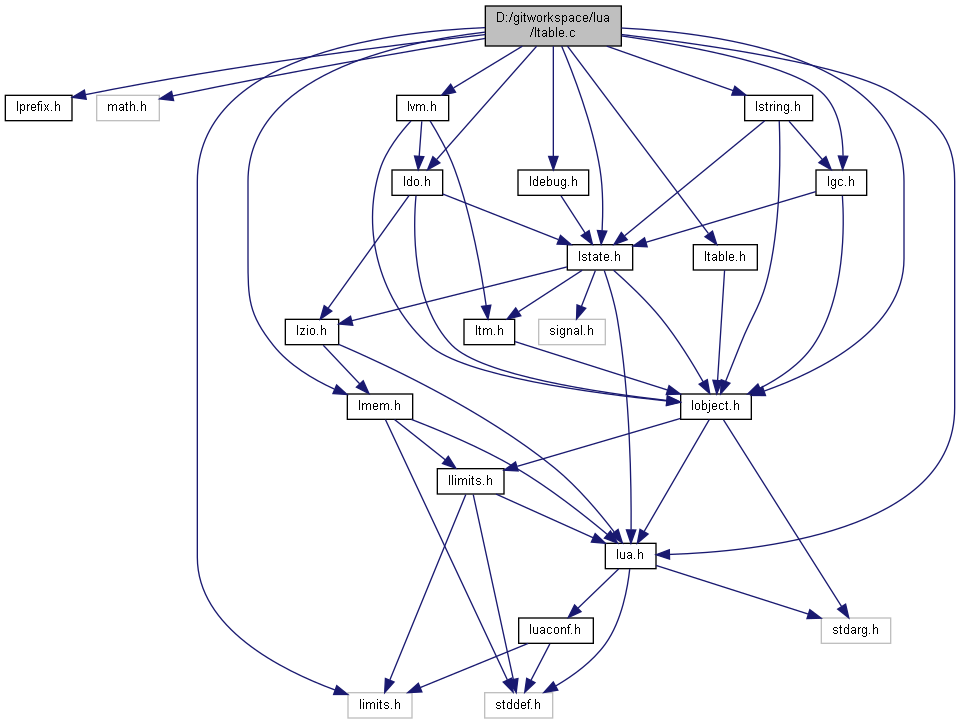 D:/gitworkspace/lua
/ltable.c
lprefix.h
math.h
lvm.h
lstring.h
ldo.h
ldebug.h
lgc.h
lstate.h
ltable.h
lzio.h
ltm.h
signal.h
lmem.h
lobject.h
llimits.h
lua.h
luaconf.h
stdarg.h
limits.h
stddef.h